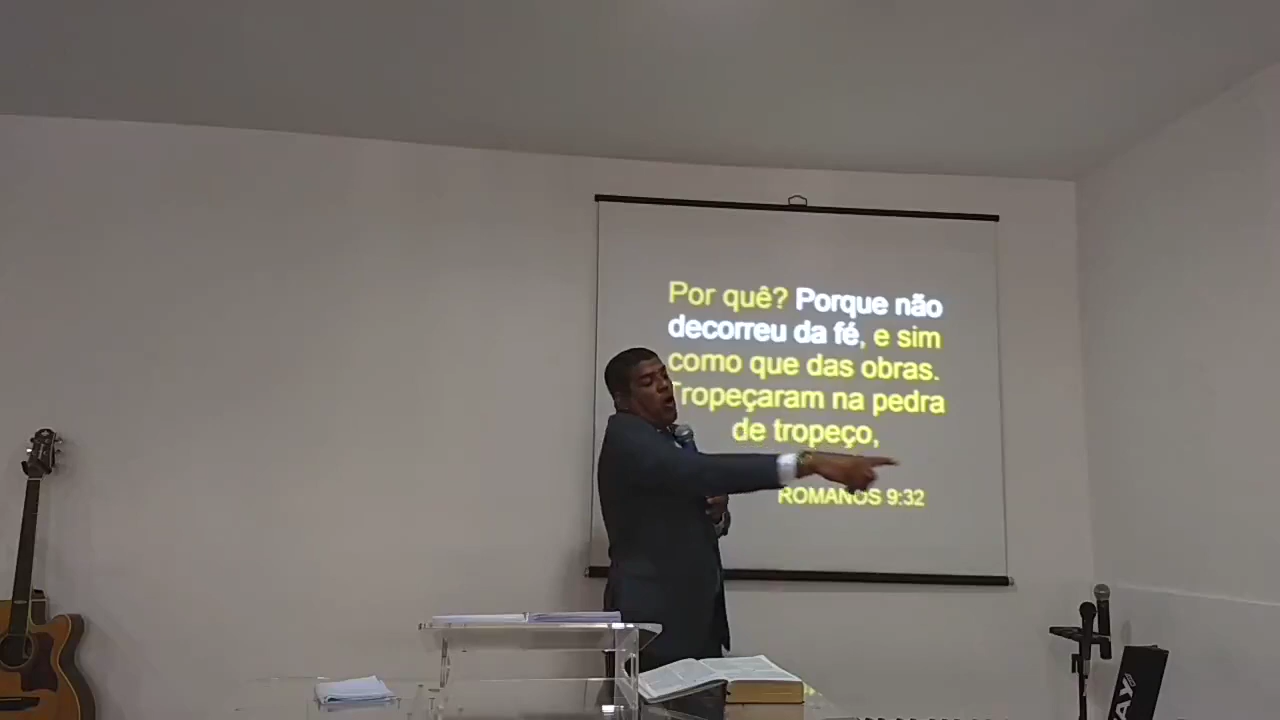 Por quê? Porque não
decorreu da fé, e sim
como que das obras.
Tropeçaram na pedra
de tropeço,
ROMANOS 9:32